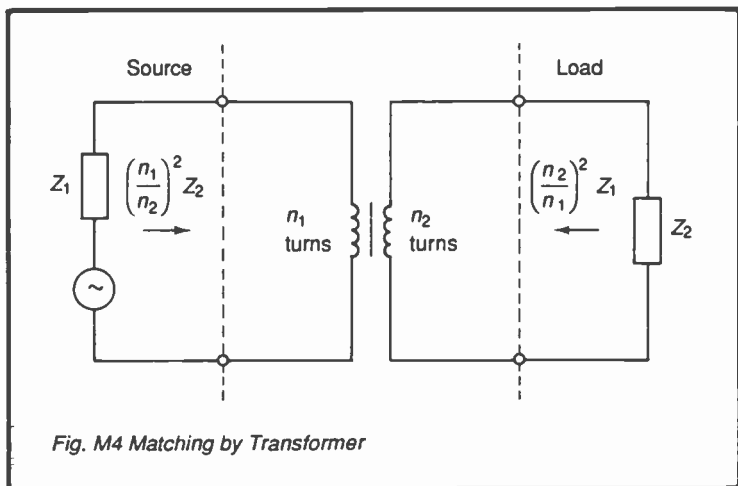 Source
Load
Z₁
(n₁/n₂)² Z₂
n₁
turns
n₂
turns
(n₂/n₁)² Z₁
Z₂
~
Fig. M4 Matching by Transformer